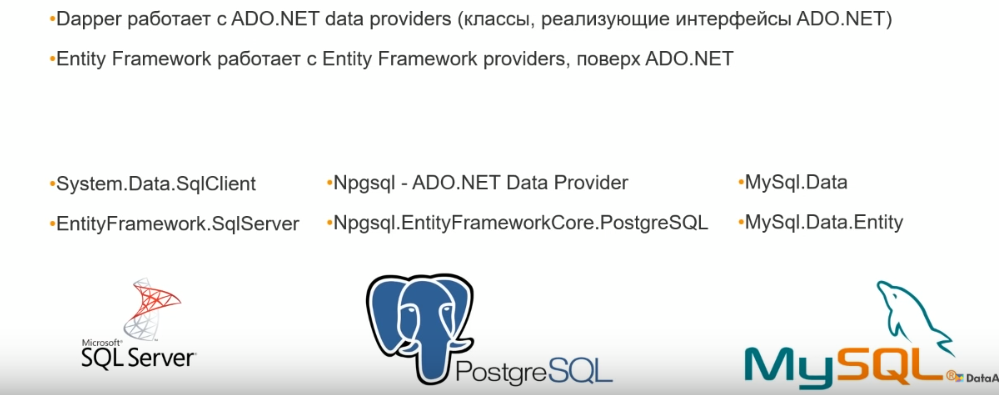 •Dapper работает с ADO.NET data providers (классы, реализующие интерфейсы ADO.NET)
•Entity Framework работает с Entity Framework providers, поверх ADO.NET
•System.Data.SqlClient
•Npgsql - ADO.NET Data Provider
•MySql.Data
•EntityFramework.SqlServer
•Npgsql.EntityFrameworkCore.PostgreSQL
•MySql.Data.Entity
Microsoft®
SQL Server
PostgreSQL
MySQL®
DataA